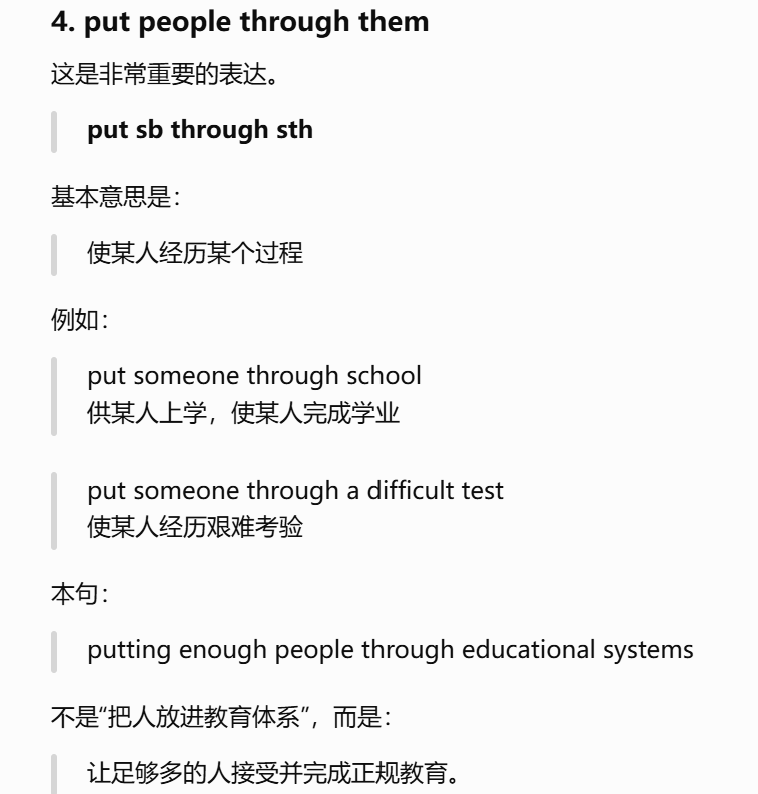 4. put people through them
这是非常重要的表达。
put sb through sth
基本意思是：
使某人经历某个过程
例如：
put someone through school
供某人上学，使某人完成学业
put someone through a difficult test
使某人经历艰难考验
本句：
putting enough people through educational systems
不是“把人放进教育体系”，而是：
让足够多的人接受并完成正规教育。